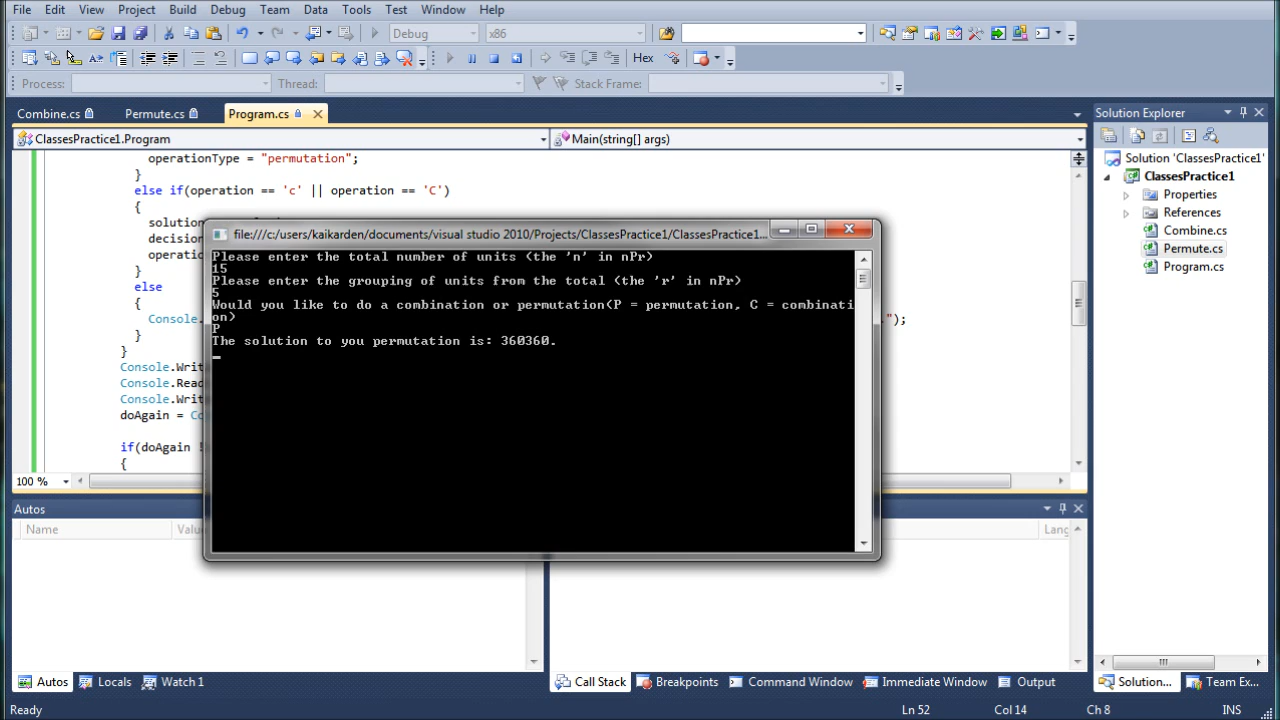 File Edit View Project Build Debug Team Data Tools Test Window Help
Debug x86
Hex
Process: Thread: Stack Frame:
Combine.cs Permute.cs Program.cs
ClassesPractice1.Program Main(string[] args)
operationType = "permutation";
}
else if(operation == 'c' || operation == 'C')
{
solution
decision
operatio
}
else
{
Console. ");
}
}
Console.Write
Console.Read
Console.Writ
doAgain = Co
if(doAgain !
{
100 %
file:///c:/users/kaikarden/documents/visual studio 2010/Projects/ClassesPractice1/ClassesPractice1...
Please enter the total number of units (the 'n' in nPr)
15
Please enter the grouping of units from the total (the 'r' in nPr)
5
Would you like to do a combination or permutation(P = permutation, C = combinati
on)
P
The solution to you permutation is: 360360.
Solution Explorer
Solution 'ClassesPractice1'
ClassesPractice1
Properties
References
Combine.cs
Permute.cs
Program.cs
Autos
Name Valu
Lang
Autos Locals Watch 1
Call Stack Breakpoints Command Window Immediate Window Output
Solution... Team Ex...
Ln 52 Col 14 Ch 8 INS